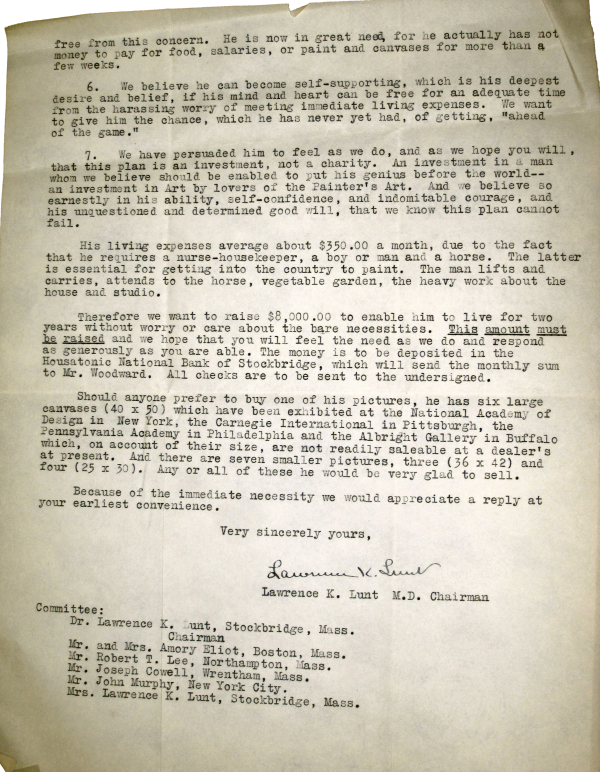 free from this concern. He is now in great need, for he actually has not
money to pay for food, salaries, or paint and canvases for more than a
few weeks.
6. We believe he can become self-supporting, which is his deepest
desire and belief, if his mind and heart can be free for an adequate time
from the harassing worry of meeting immediate living expenses. We want
to give him the chance, which he has never yet had, of getting, "ahead
of the game."
7. We have persuaded him to feel as we do, and as we hope you will,
that this plan is an investment, not a charity. An investment in a man
whom we believe should be enabled to put his genius before the world--
an investment in Art by lovers of the Painter's Art. And we believe so
earnestly in his ability, self-confidence, and indomitable courage, and
his unquestioned and determined good will, that we know this plan cannot
fail.
His living expenses average about $350.00 a month, due to the fact
that he requires a nurse-housekeeper, a boy or man and a horse. The latter
is essential for getting into the country to paint. The man lifts and
carries, attends to the horse, vegetable garden, the heavy work about the
house and studio.
Therefore we want to raise $8,000.00 to enable him to live for two
years without worry or care about the bare necessities. This amount must
be raised and we hope that you will feel the need as we do and respond
as generously as you are able. The money is to be deposited in the
Housatonic National Bank of Stockbridge, which will send the monthly sum
to Mr. Woodward. All checks are to be sent to the undersigned.
Should anyone prefer to buy one of his pictures, he has six large
canvases (40 x 50) which have been exhibited at the National Academy of
Design in New York, the Carnegie International in Pittsburgh, the
Pennsylvania Academy in Philadelphia and the Albright Gallery in Buffalo
which, on account of their size, are not readily saleable at a dealer's
at present. And there are seven smaller pictures, three (36 x 42) and
four (25 x 30). Any or all of these he would be very glad to sell.
Because of the immediate necessity we would appreciate a reply at
your earliest convenience.
Very sincerely yours,
Lawrence K. Lunt
Lawrence K. Lunt M.D. Chairman
Committee:
Dr. Lawrence K. Lunt, Stockbridge, Mass.
Chairman
Mr. and Mrs. Amory Eliot, Boston, Mass.
Mr. Robert T. Lee, Northampton, Mass.
Mr. Joseph Cowell, Wrentham, Mass.
Mr. John Murphy, New York City.
Mrs. Lawrence K. Lunt, Stockbridge, Mass.